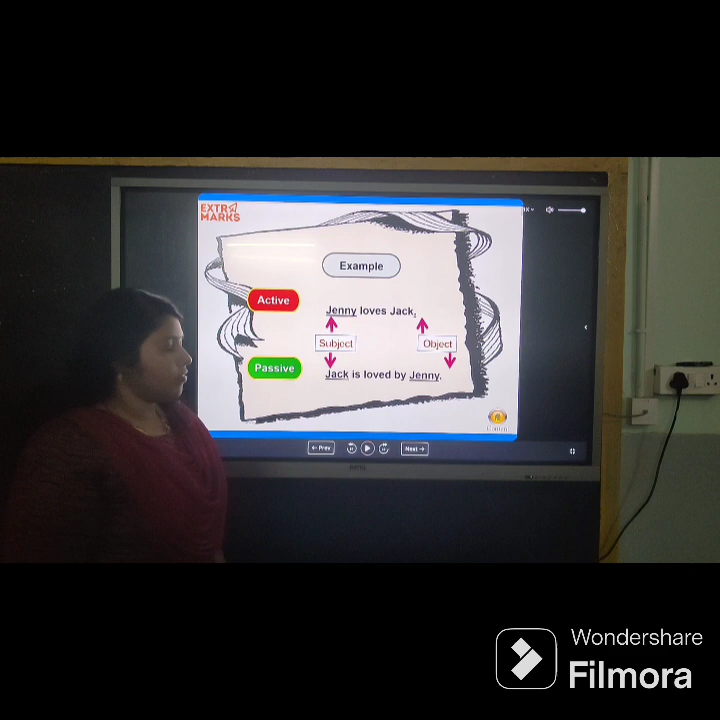 EXTRA
MARKS
Example
Active
Jenny loves Jack.
Subject
Object
Passive
Jack is loved by Jenny.
← Prev
Next →
Wondershare
Filmora